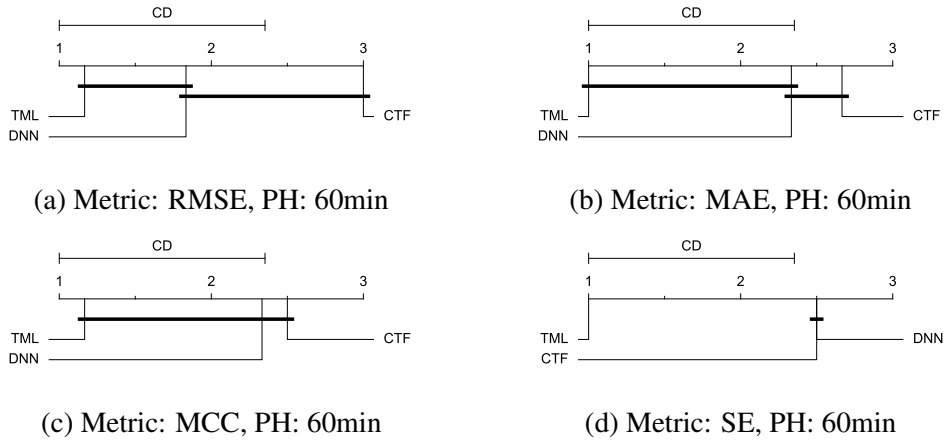 CD
1 2 3
TML CTF
DNN
(a) Metric: RMSE, PH: 60min
CD
1 2 3
TML CTF
DNN
(b) Metric: MAE, PH: 60min
CD
1 2 3
TML CTF
DNN
(c) Metric: MCC, PH: 60min
CD
1 2 3
TML DNN
CTF
(d) Metric: SE, PH: 60min